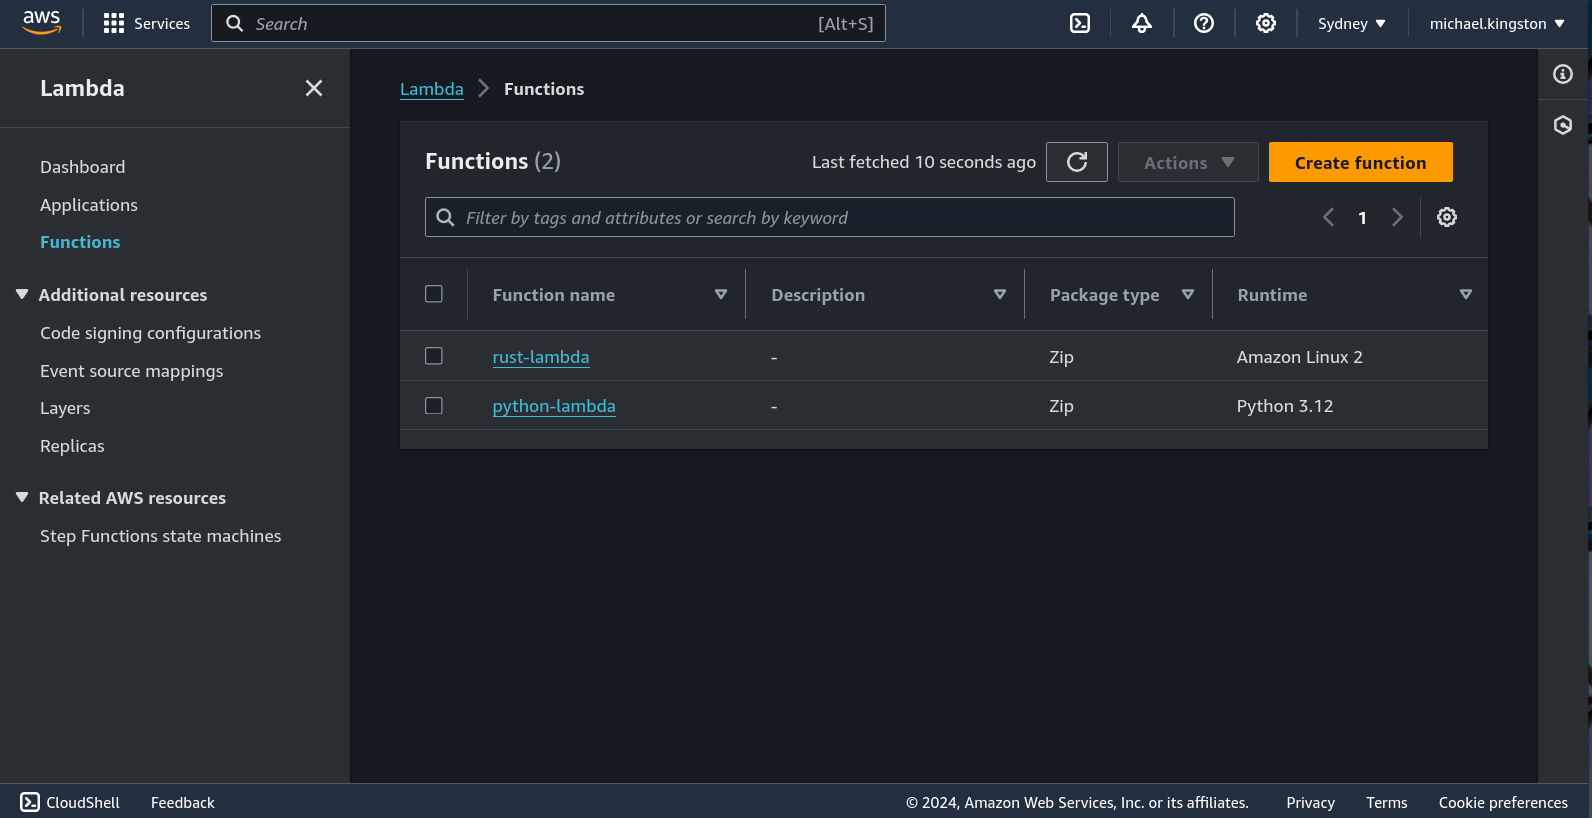 aws
Services
Search [Alt+S]
Sydney
michael.kingston
Lambda
Dashboard
Applications
Functions
Additional resources
Code signing configurations
Event source mappings
Layers
Replicas
Related AWS resources
Step Functions state machines
Lambda Functions
Functions (2)
Last fetched 10 seconds ago
Actions
Create function
Filter by tags and attributes or search by keyword
1
Function name Description Package type Runtime
rust-lambda - Zip Amazon Linux 2
python-lambda - Zip Python 3.12
CloudShell Feedback © 2024, Amazon Web Services, Inc. or its affiliates. Privacy Terms Cookie preferences